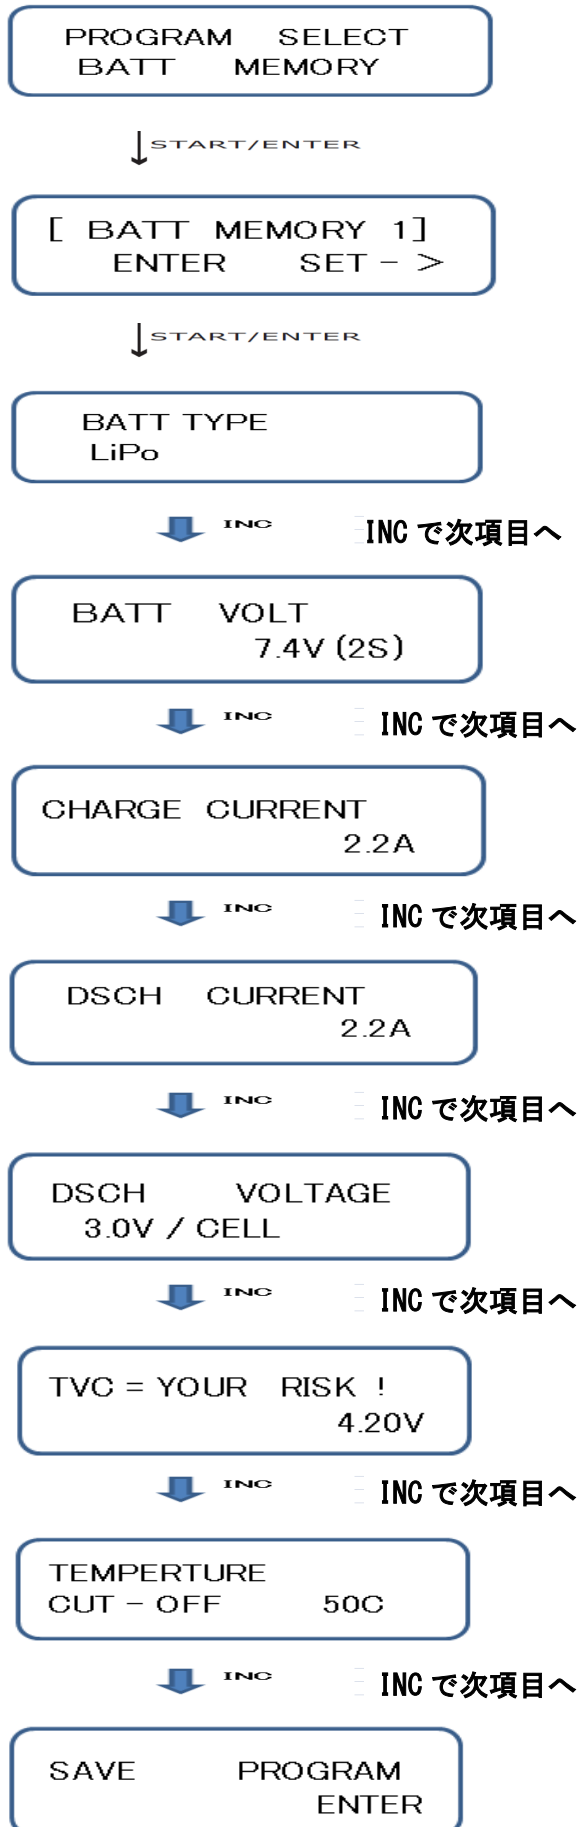 PROGRAM SELECT
BATT MEMORY
↓START/ENTER
[ BATT MEMORY 1]
ENTER SET－＞
↓START/ENTER
BATT TYPE
LiPo
INC INCで次項目へ
BATT VOLT
7.4V (2S)
INC INCで次項目へ
CHARGE CURRENT
2.2A
INC INCで次項目へ
DSCH CURRENT
2.2A
INC INCで次項目へ
DSCH VOLTAGE
3.0V / CELL
INC INCで次項目へ
TVC = YOUR RISK !
4.20V
INC INCで次項目へ
TEMPERTURE
CUT－OFF 50C
INC INCで次項目へ
SAVE PROGRAM
ENTER